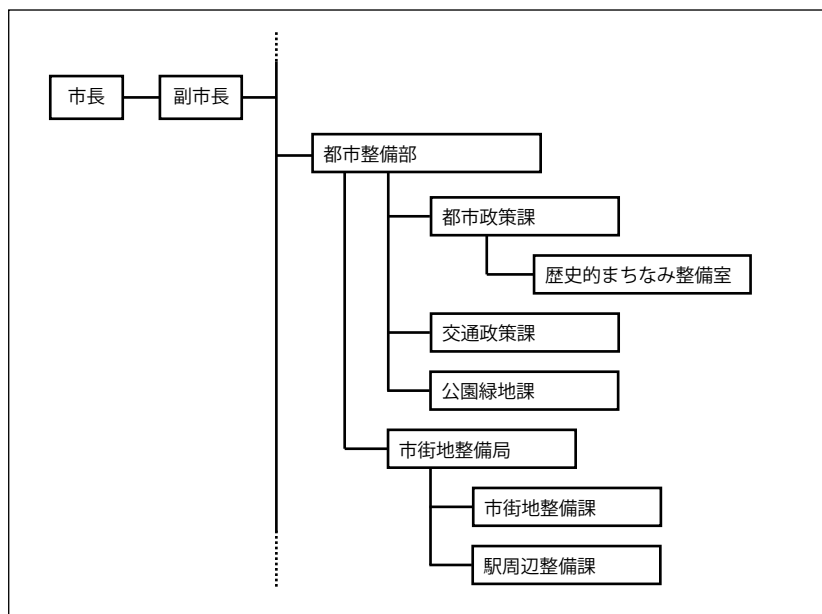 市長
副市長
都市整備部
都市政策課
歴史的まちなみ整備室
交通政策課
公園緑地課
市街地整備局
市街地整備課
駅周辺整備課